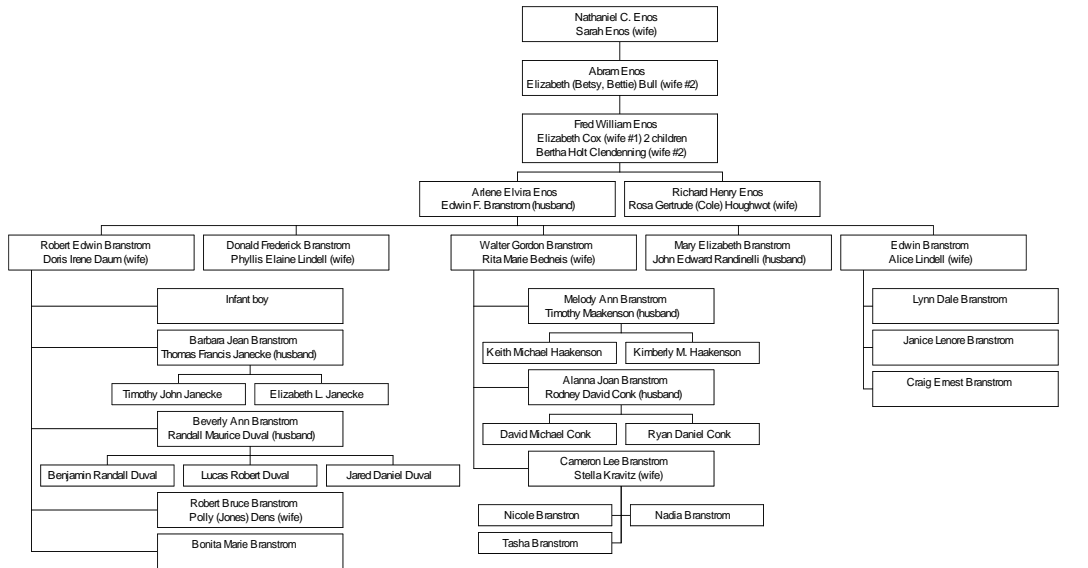 Nathaniel C. Enos
Sarah Enos (wife)
Abram Enos
Elizabeth (Betsy, Bettie) Bull (wife #2)
Fred William Enos
Elizabeth Cox (wife #1) 2 children
Bertha Holt Clendenning (wife #2)
Arlene Elvira Enos
Edwin F. Branstrom (husband)
Richard Henry Enos
Rosa Gertrude (Cole) Houghwot (wife)
Robert Edwin Branstrom
Doris Irene Daum (wife)
Donald Frederick Branstrom
Phyllis Elaine Lindell (wife)
Walter Gordon Branstrom
Rita Marie Bedneis (wife)
Mary Elizabeth Branstrom
John Edward Randinelli (husband)
Edwin Branstrom
Alice Lindell (wife)
Infant boy
Barbara Jean Branstrom
Thomas Francis Janecke (husband)
Timothy John Janecke
Elizabeth L. Janecke
Beverly Ann Branstrom
Randall Maurice Duval (husband)
Benjamin Randall Duval
Lucas Robert Duval
Jared Daniel Duval
Robert Bruce Branstrom
Polly (Jones) Dens (wife)
Bonita Marie Branstrom
Melody Ann Branstrom
Timothy Maakenson (husband)
Keith Michael Haakenson
Kimberly M. Haakenson
Alanna Joan Branstrom
Rodney David Conk (husband)
David Michael Conk
Ryan Daniel Conk
Cameron Lee Branstrom
Stella Kravitz (wife)
Nicole Branstron
Nadia Branstrom
Tasha Branstrom
Lynn Dale Branstrom
Janice Lenore Branstrom
Craig Ernest Branstrom